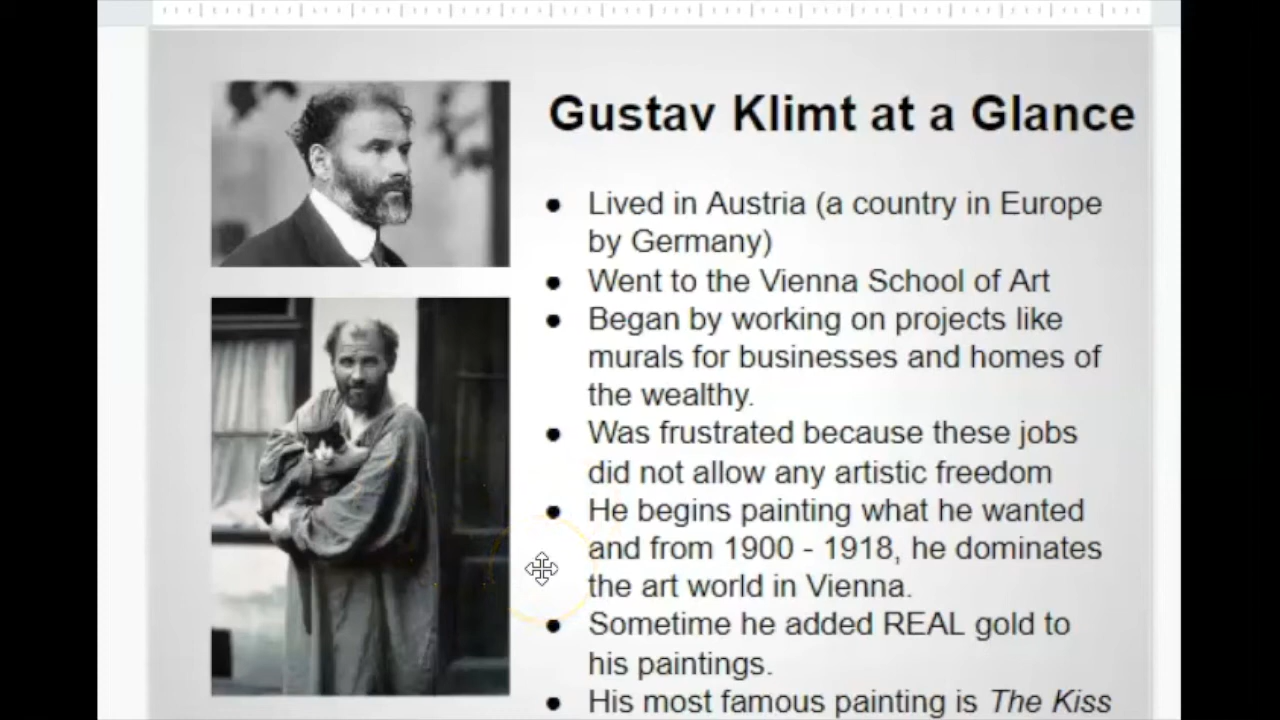 Gustav Klimt at a Glance
● Lived in Austria (a country in Europe
by Germany)
● Went to the Vienna School of Art
● Began by working on projects like
murals for businesses and homes of
the wealthy.
● Was frustrated because these jobs
did not allow any artistic freedom
● He begins painting what he wanted
and from 1900 - 1918, he dominates
the art world in Vienna.
● Sometime he added REAL gold to
his paintings.
● His most famous painting is The Kiss